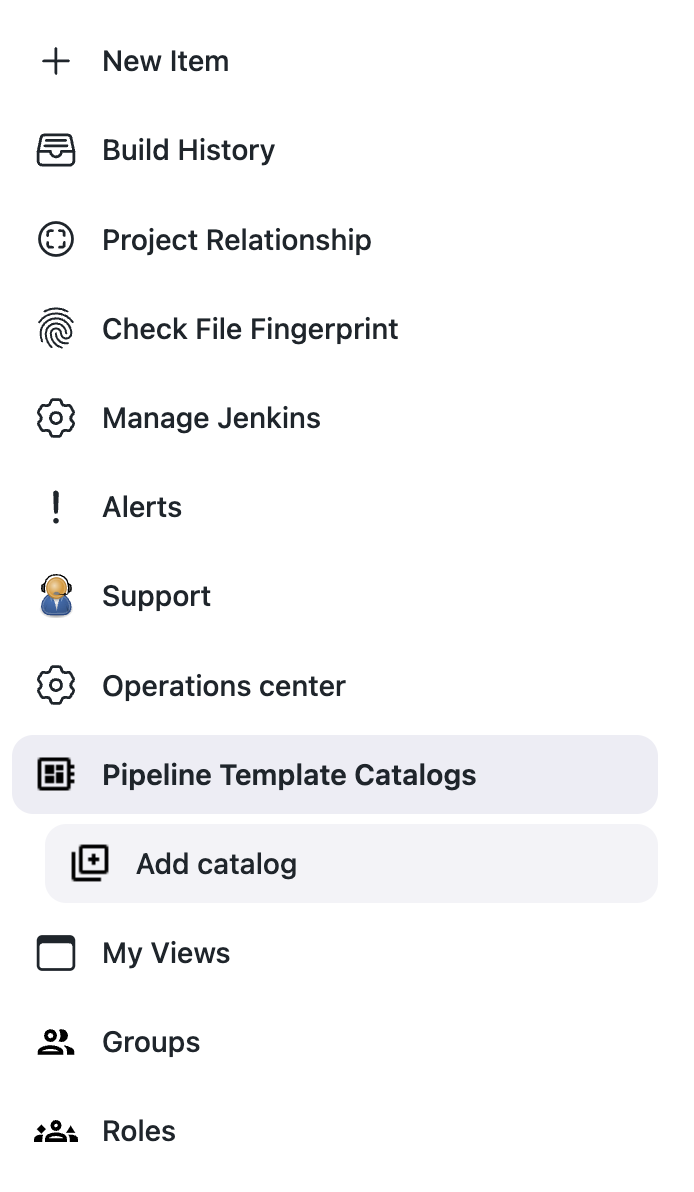 New Item
Build History
Project Relationship
Check File Fingerprint
Manage Jenkins
Alerts
Support
Operations center
Pipeline Template Catalogs
Add catalog
My Views
Groups
Roles